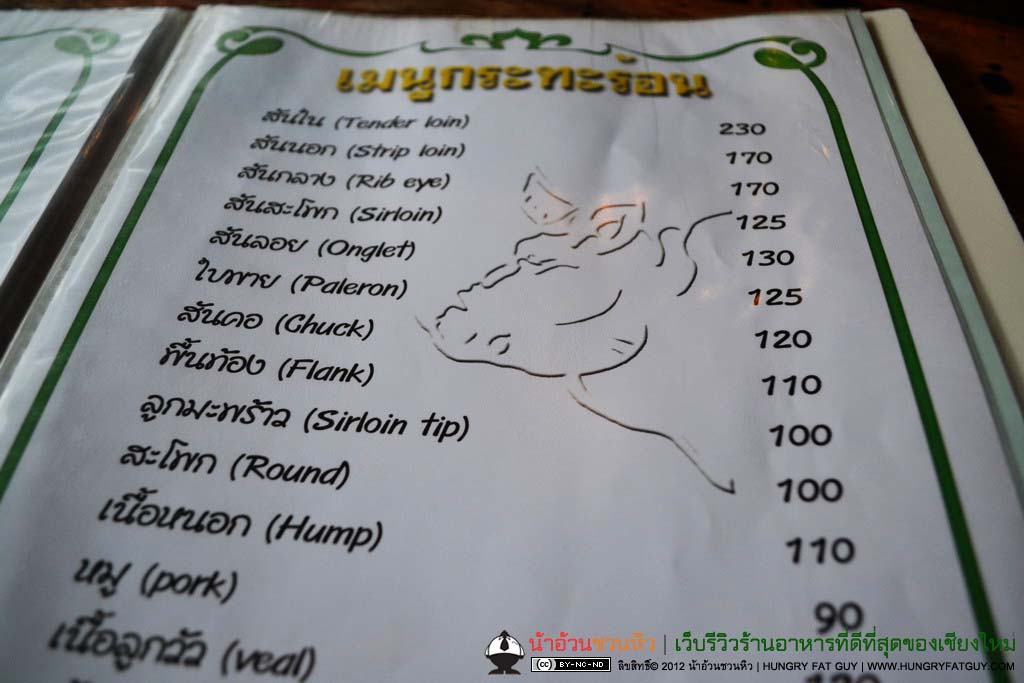 เมนูกระทะร้อน
สันใน (Tender loin) 230
สันนอก (Strip loin) 170
สันกลาง (Rib eye) 170
สันสะโพก (Sirloin) 125
สันลอย (Onglet) 130
ใบพาย (Paleron) 125
สันคอ (Chuck) 120
พื้นท้อง (Flank) 110
ลูกมะพร้าว (Sirloin tip) 100
สะโพก (Round) 100
เนื้อหนอก (Hump) 110
หมู (pork) 90
เนื้อลูกวัว (veal)
น้าอ้วนชวนหิว | เว็บรีวิวร้านอาหารที่ดีที่สุดของเชียงใหม่
cc BY-NC-ND ลิขสิทธิ์© 2012 น้าอ้วนชวนหิว | HUNGRY FAT GUY | WWW.HUNGRYFATGUY.COM